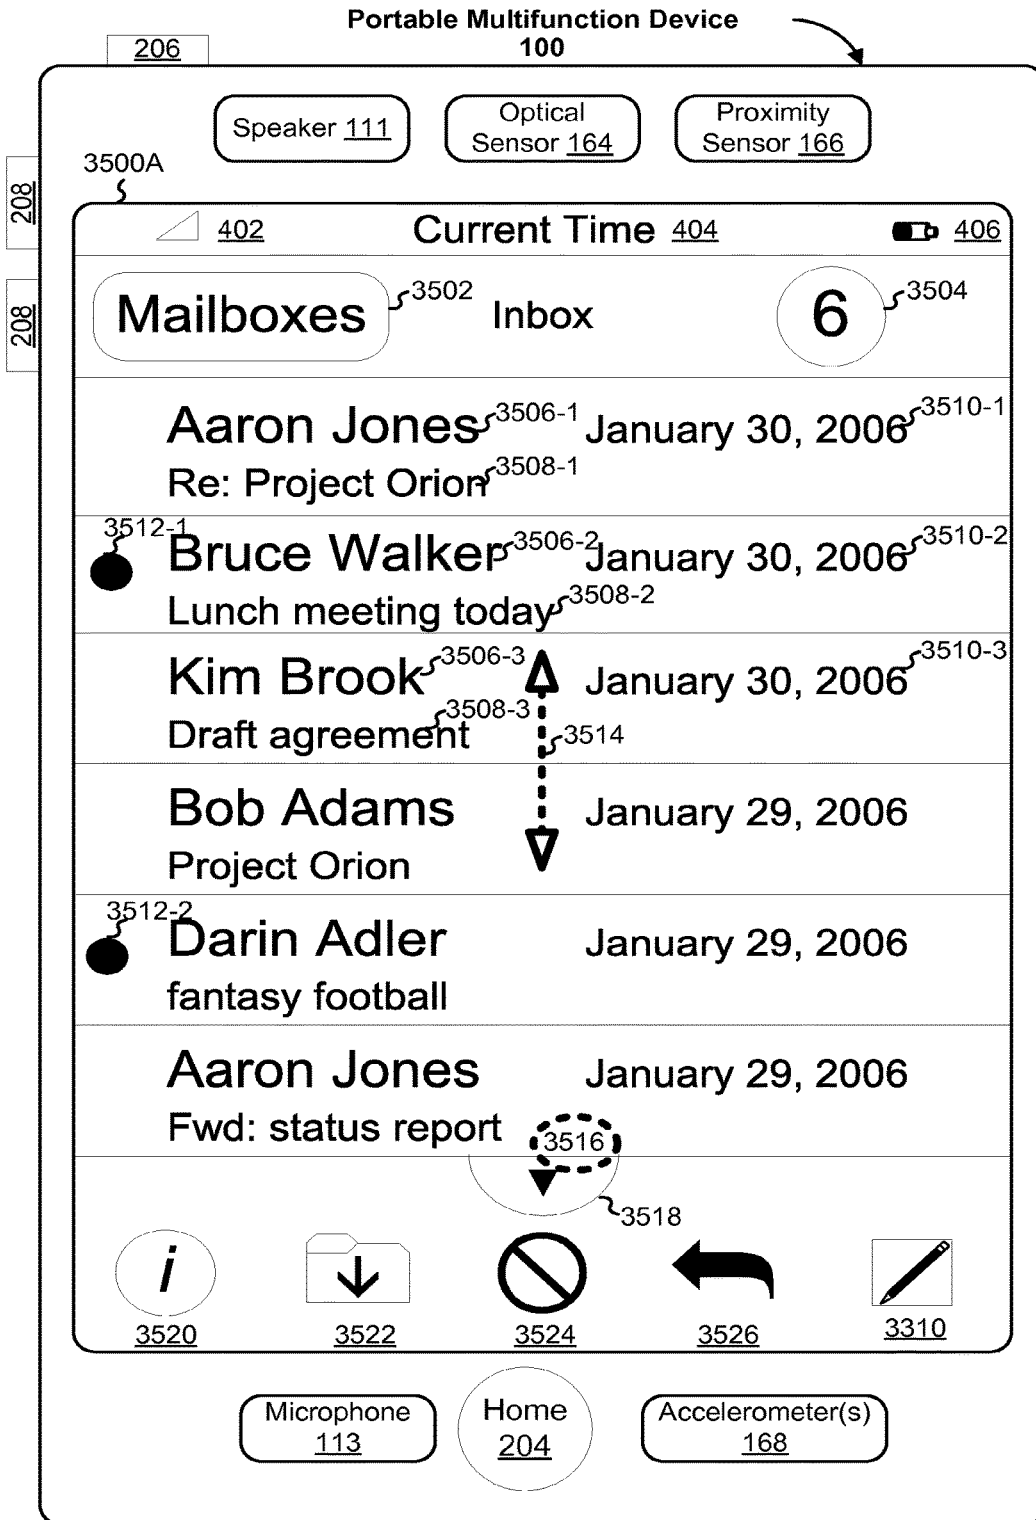 Portable Multifunction Device
100
206
Speaker 111
Optical
Sensor 164
Proximity
Sensor 166
3500A
208
402
Current Time 404
406
208
Mailboxes
3502
Inbox
6
3504
Aaron Jones
3506-1
January 30, 2006
3510-1
Re: Project Orion
3508-1
3512-1
Bruce Walker
3506-2
January 30, 2006
3510-2
Lunch meeting today
3508-2
Kim Brook
3506-3
January 30, 2006
3510-3
Draft agreement
3508-3
3514
Bob Adams
January 29, 2006
Project Orion
3512-2
Darin Adler
January 29, 2006
fantasy football
Aaron Jones
January 29, 2006
Fwd: status report
3516
3518
i
3520
3522
3524
3526
3310
Microphone
113
Home
204
Accelerometer(s)
168